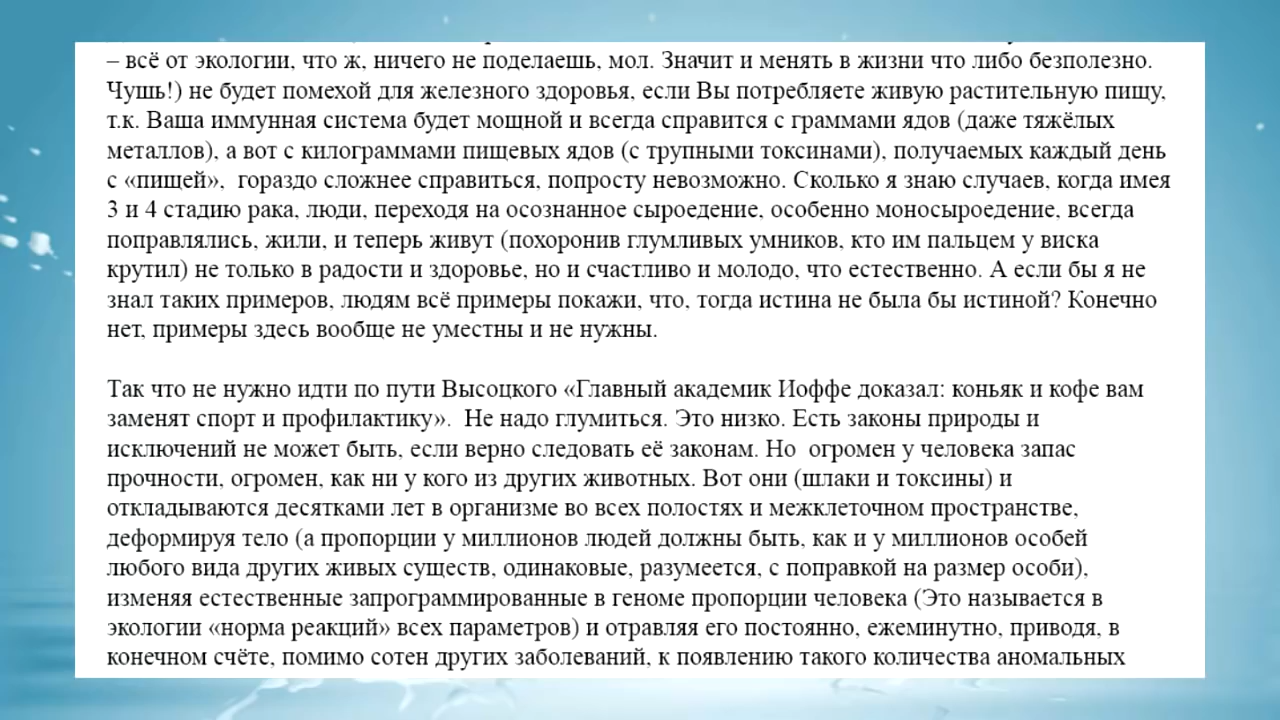 – всё от экологии, что ж, ничего не поделаешь, мол. Значит и менять в жизни что либо безполезно.
Чушь!) не будет помехой для железного здоровья, если Вы потребляете живую растительную пищу,
т.к. Ваша иммунная система будет мощной и всегда справится с граммами ядов (даже тяжёлых
металлов), а вот с килограммами пищевых ядов (с трупными токсинами), получаемых каждый день
с «пищей»,  гораздо сложнее справиться, попросту невозможно. Сколько я знаю случаев, когда имея
3 и 4 стадию рака, люди, переходя на осознанное сыроедение, особенно моносыроедение, всегда
поправлялись, жили, и теперь живут (похоронив глумливых умников, кто им пальцем у виска
крутил) не только в радости и здоровье, но и счастливо и молодо, что естественно. А если бы я не
знал таких примеров, людям всё примеры покажи, что, тогда истина не была бы истиной? Конечно
нет, примеры здесь вообще не уместны и не нужны.
Так что не нужно идти по пути Высоцкого «Главный академик Иоффе доказал: коньяк и кофе вам
заменят спорт и профилактику».  Не надо глумиться. Это низко. Есть законы природы и
исключений не может быть, если верно следовать её законам. Но  огромен у человека запас
прочности, огромен, как ни у кого из других животных. Вот они (шлаки и токсины) и
откладываются десятками лет в организме во всех полостях и межклеточном пространстве,
деформируя тело (а пропорции у миллионов людей должны быть, как и у миллионов особей
любого вида других живых существ, одинаковые, разумеется, с поправкой на размер особи),
изменяя естественные запрограммированные в геноме пропорции человека (Это называется в
экологии «норма реакций» всех параметров) и отравляя его постоянно, ежеминутно, приводя, в
конечном счёте, помимо сотен других заболеваний, к появлению такого количества аномальных